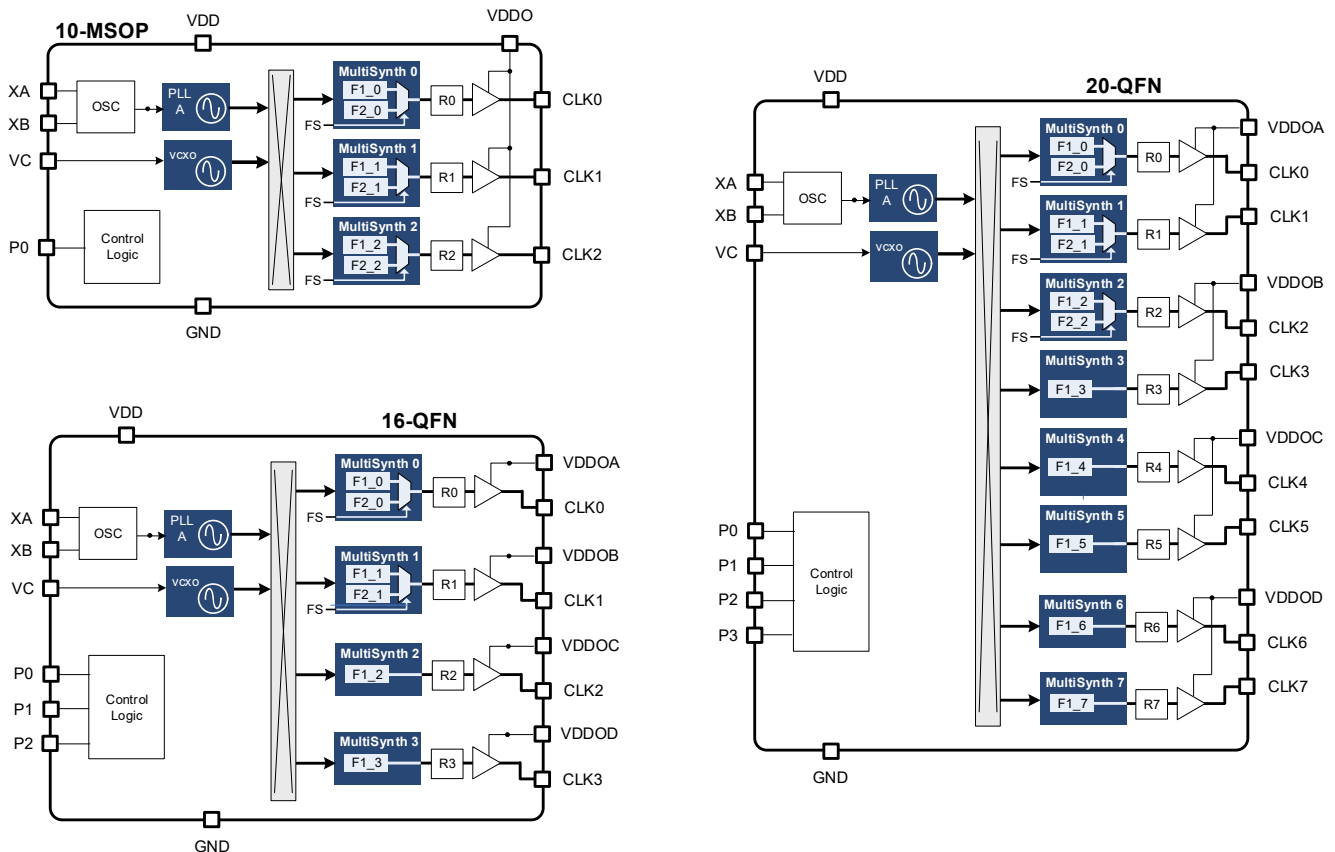 10-MSOP
VDD
VDDO
XA
XB
VC
P0
OSC
PLL
A
VCXO
Control
Logic
MultiSynth 0
F1_0
F2_0
FS
R0
CLK0
MultiSynth 1
F1_1
F2_1
FS
R1
CLK1
MultiSynth 2
F1_2
F2_2
FS
R2
CLK2
GND
16-QFN
VDD
XA
XB
VC
P0
P1
P2
OSC
PLL
A
VCXO
Control
Logic
MultiSynth 0
F1_0
F2_0
FS
R0
VDDOA
CLK0
MultiSynth 1
F1_1
F2_1
FS
R1
VDDOB
CLK1
MultiSynth 2
F1_2
R2
VDDOC
CLK2
MultiSynth 3
F1_3
R3
VDDOD
CLK3
GND
20-QFN
VDD
XA
XB
VC
OSC
PLL
A
VCXO
P0
P1
P2
P3
Control
Logic
MultiSynth 0
F1_0
F2_0
FS
R0
VDDOA
CLK0
MultiSynth 1
F1_1
F2_1
FS
R1
CLK1
MultiSynth 2
F1_2
F2_2
FS
R2
VDDOB
CLK2
MultiSynth 3
F1_3
R3
CLK3
MultiSynth 4
F1_4
R4
VDDOC
CLK4
MultiSynth 5
F1_5
R5
CLK5
MultiSynth 6
F1_6
R6
VDDOD
CLK6
MultiSynth 7
F1_7
R7
CLK7
GND